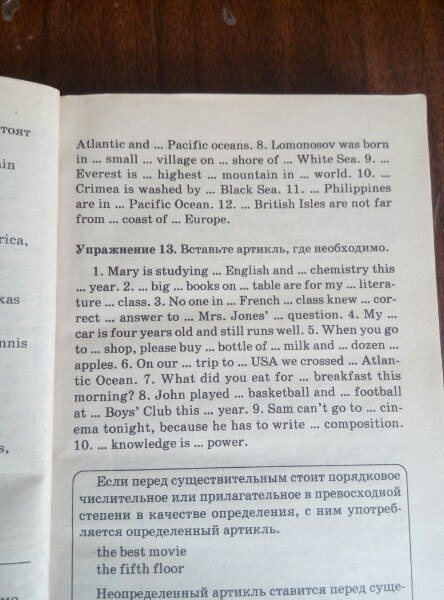 тоят
ain
rica,
xas
nnis
s,
Atlantic and ... Pacific oceans. 8. Lomonosov was born
in ... small ... village on ... shore of ... White Sea. 9. ...
Everest is ... highest ... mountain in ... world. 10. ...
Crimea is washed by ... Black Sea. 11. ... Philippines
are in ... Pacific Ocean. 12. ... British Isles are not far
from ... coast of ... Europe.
Упражнение 13. Вставьте артикль, где необходимо.
1. Mary is studying ... English and ... chemistry this
... year. 2. ... big ... books on ... table are for my ... litera-
ture ... class. 3. No one in ... French ... class knew ... cor-
rect ... answer to ... Mrs. Jones' ... question. 4. My ...
car is four years old and still runs well. 5. When you go
to ... shop, please buy ... bottle of ... milk and ... dozen ...
apples. 6. On our ... trip to ... USA we crossed ... Atlan-
tic Ocean. 7. What did you eat for ... breakfast this
morning? 8. John played ... basketball and ... football
at ... Boys' Club this ... year. 9. Sam can't go to ... cin-
ema tonight, because he has to write ... composition.
10. ... knowledge is ... power.
Если перед существительным стоит порядковое
числительное или прилагательное в превосходной
степени в качестве определения, с ним употреб-
ляется определенный артикль.
the best movie
the fifth floor
Неопределенный артикль ставится перед суще-